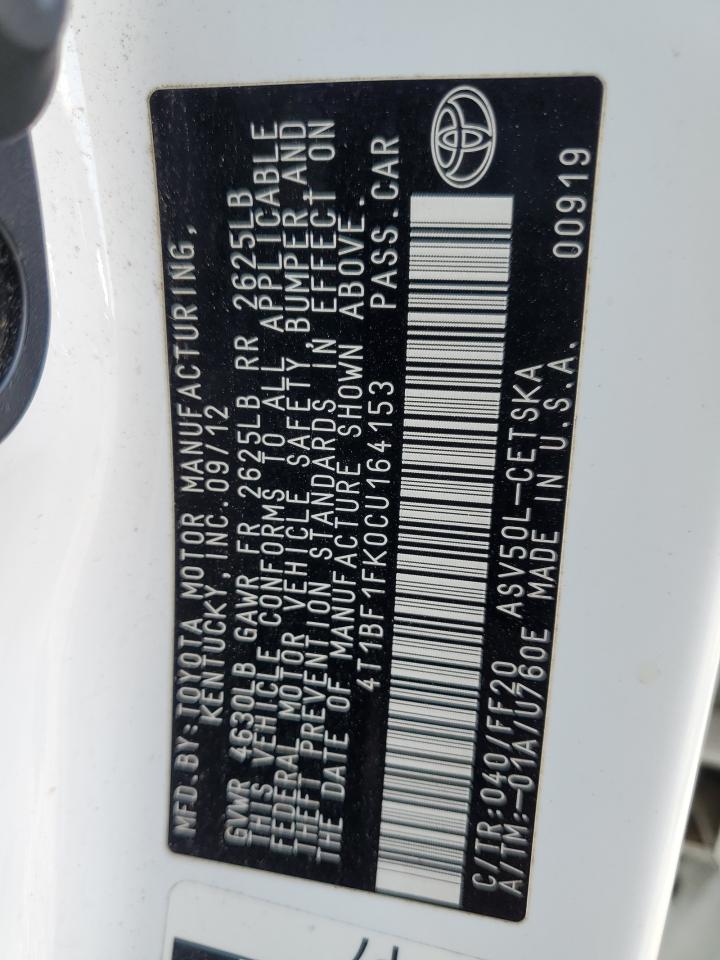 MFD.BY:TOYOTA MOTOR MANUFACTURING,
KENTUCKY, INC.09/12
GVWR 4630LB GAWR FR 2625LB RR 2625LB
THIS VEHICLE CONFORMS TO ALL APPLICABLE
FEDERAL MOTOR VEHICLE SAFETY, BUMPER, AND
THEFT PREVENTION STANDARDS IN EFFECT ON
THE DATE OF MANUFACTURE SHOWN ABOVE.
4T1BF1FK0CU164153 PASS.CAR
C/TR:040/FF20 ASV50L-CETSKA
A/TM:-01A/U760E MADE IN U.S.A. 00919